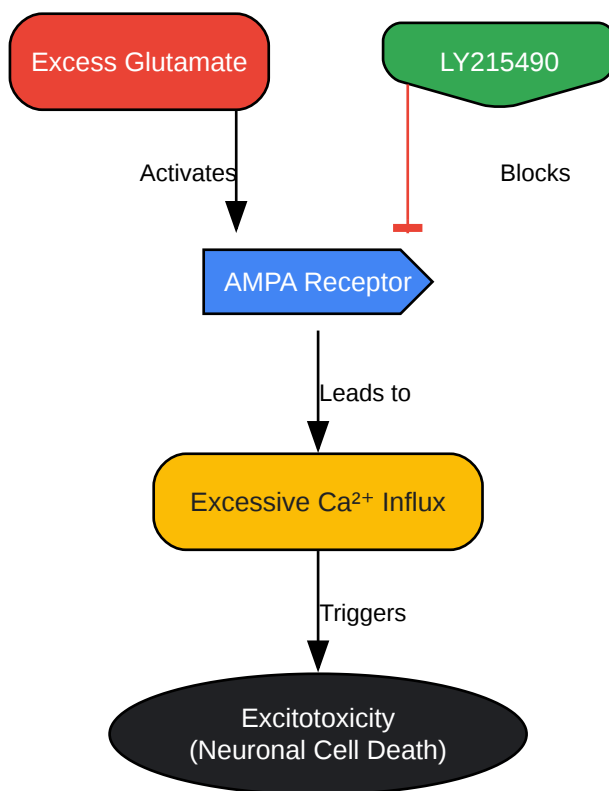 Excess Glutamate
LY215490
Activates
Blocks
AMPA Receptor
Leads to
Excessive Ca²⁺ Influx
Triggers
Excitotoxicity
(Neuronal Cell Death)